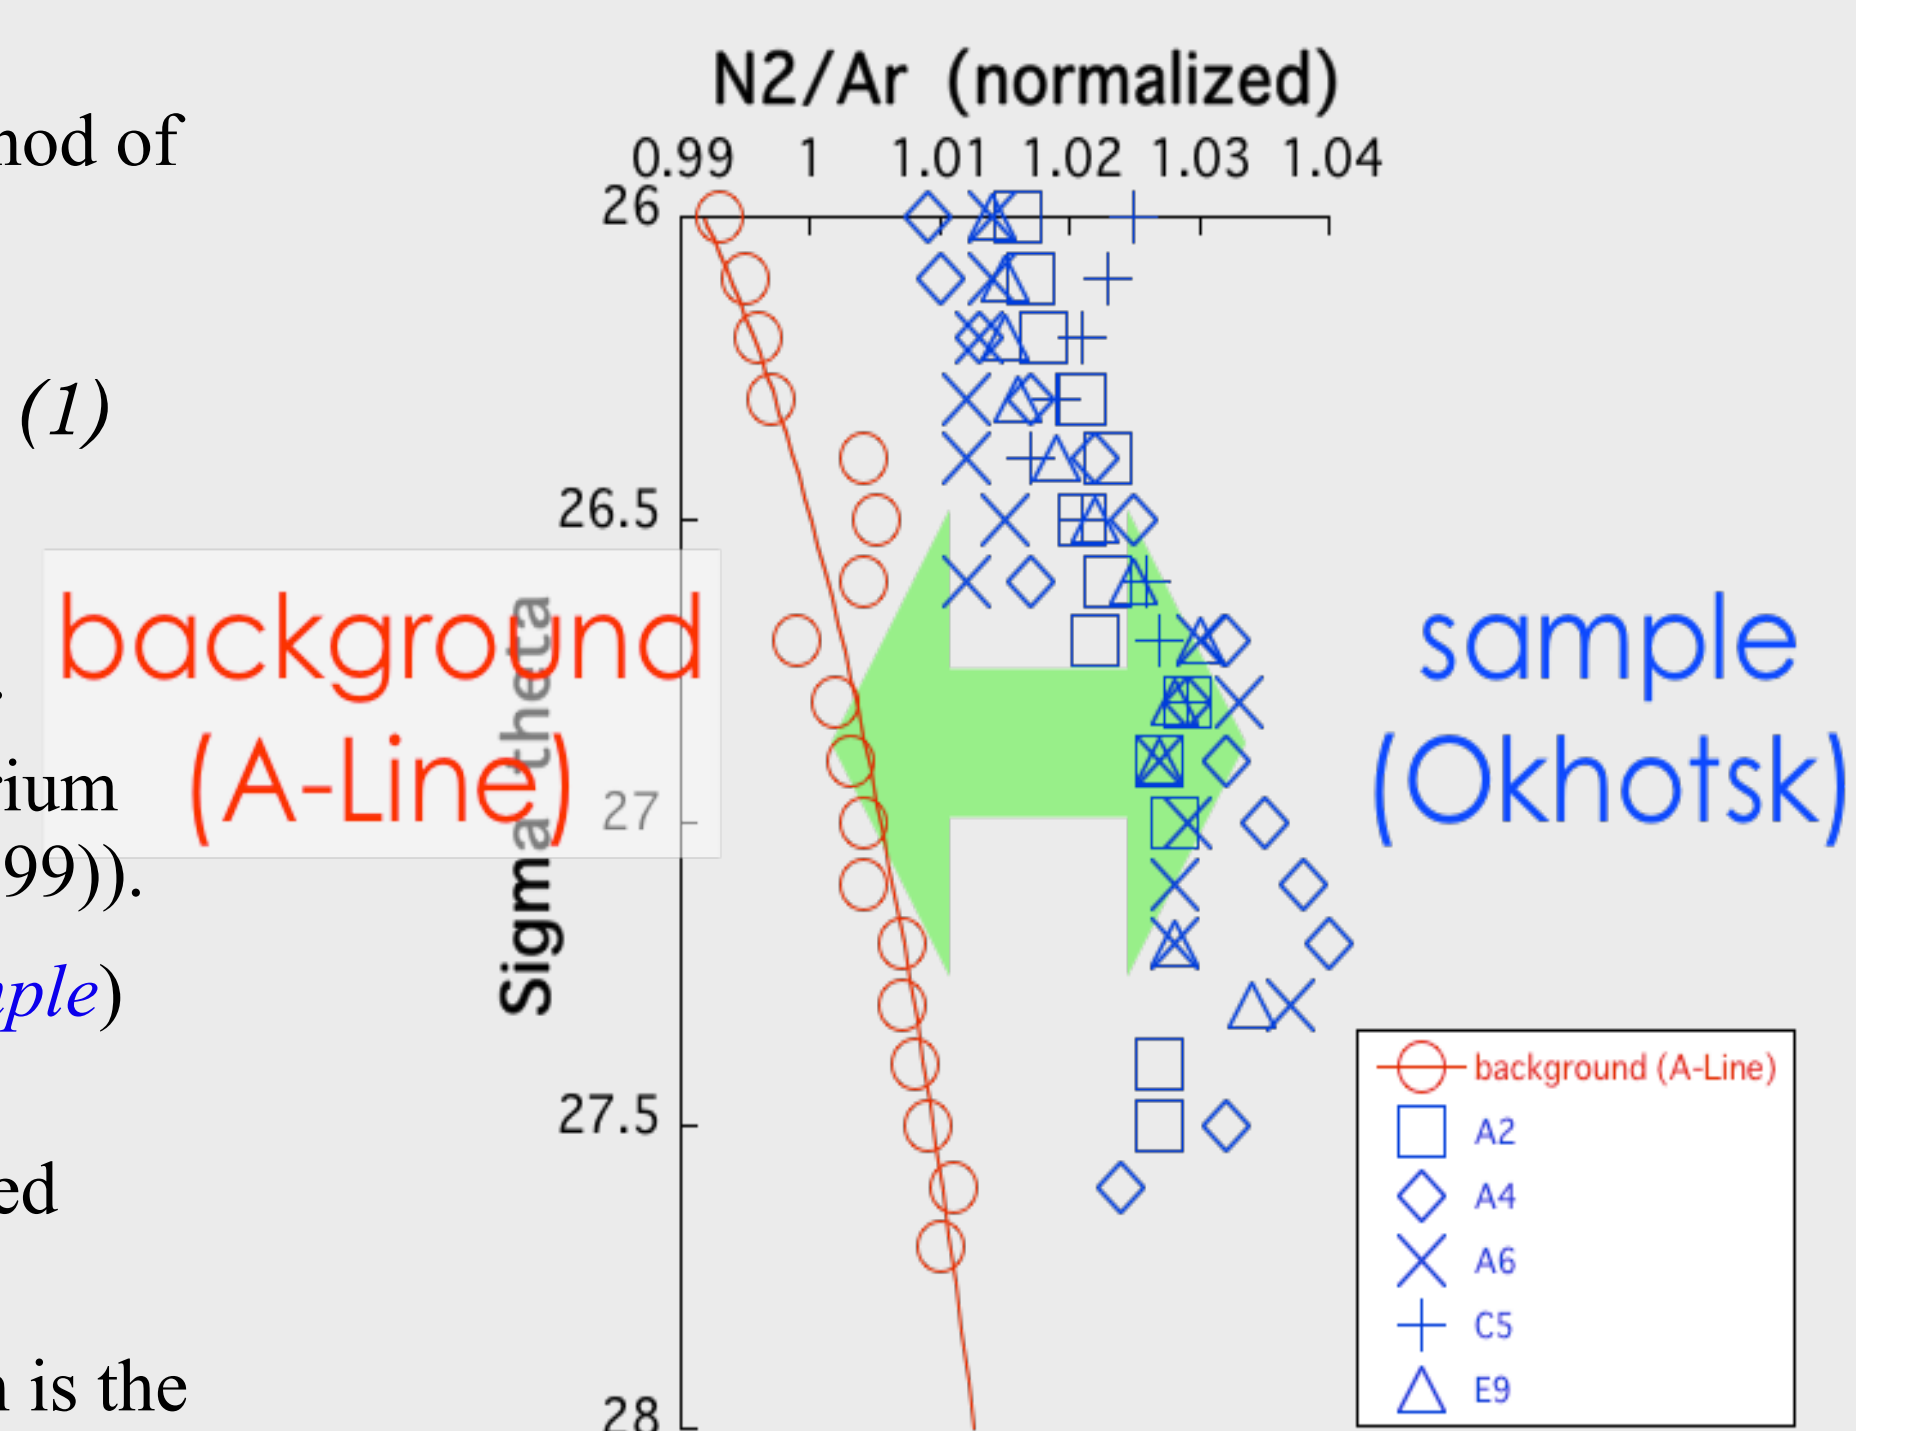 nod of
(1)
.
rium
99)).
ple)
ed
is the
N2/Ar (normalized)
0.99 1 1.01 1.02 1.03 1.04
26
26.5
27
27.5
28
Sigma theta
background
(A-Line)
sample
(Okhotsk)
background (A-Line)
A2
A4
A6
C5
E9